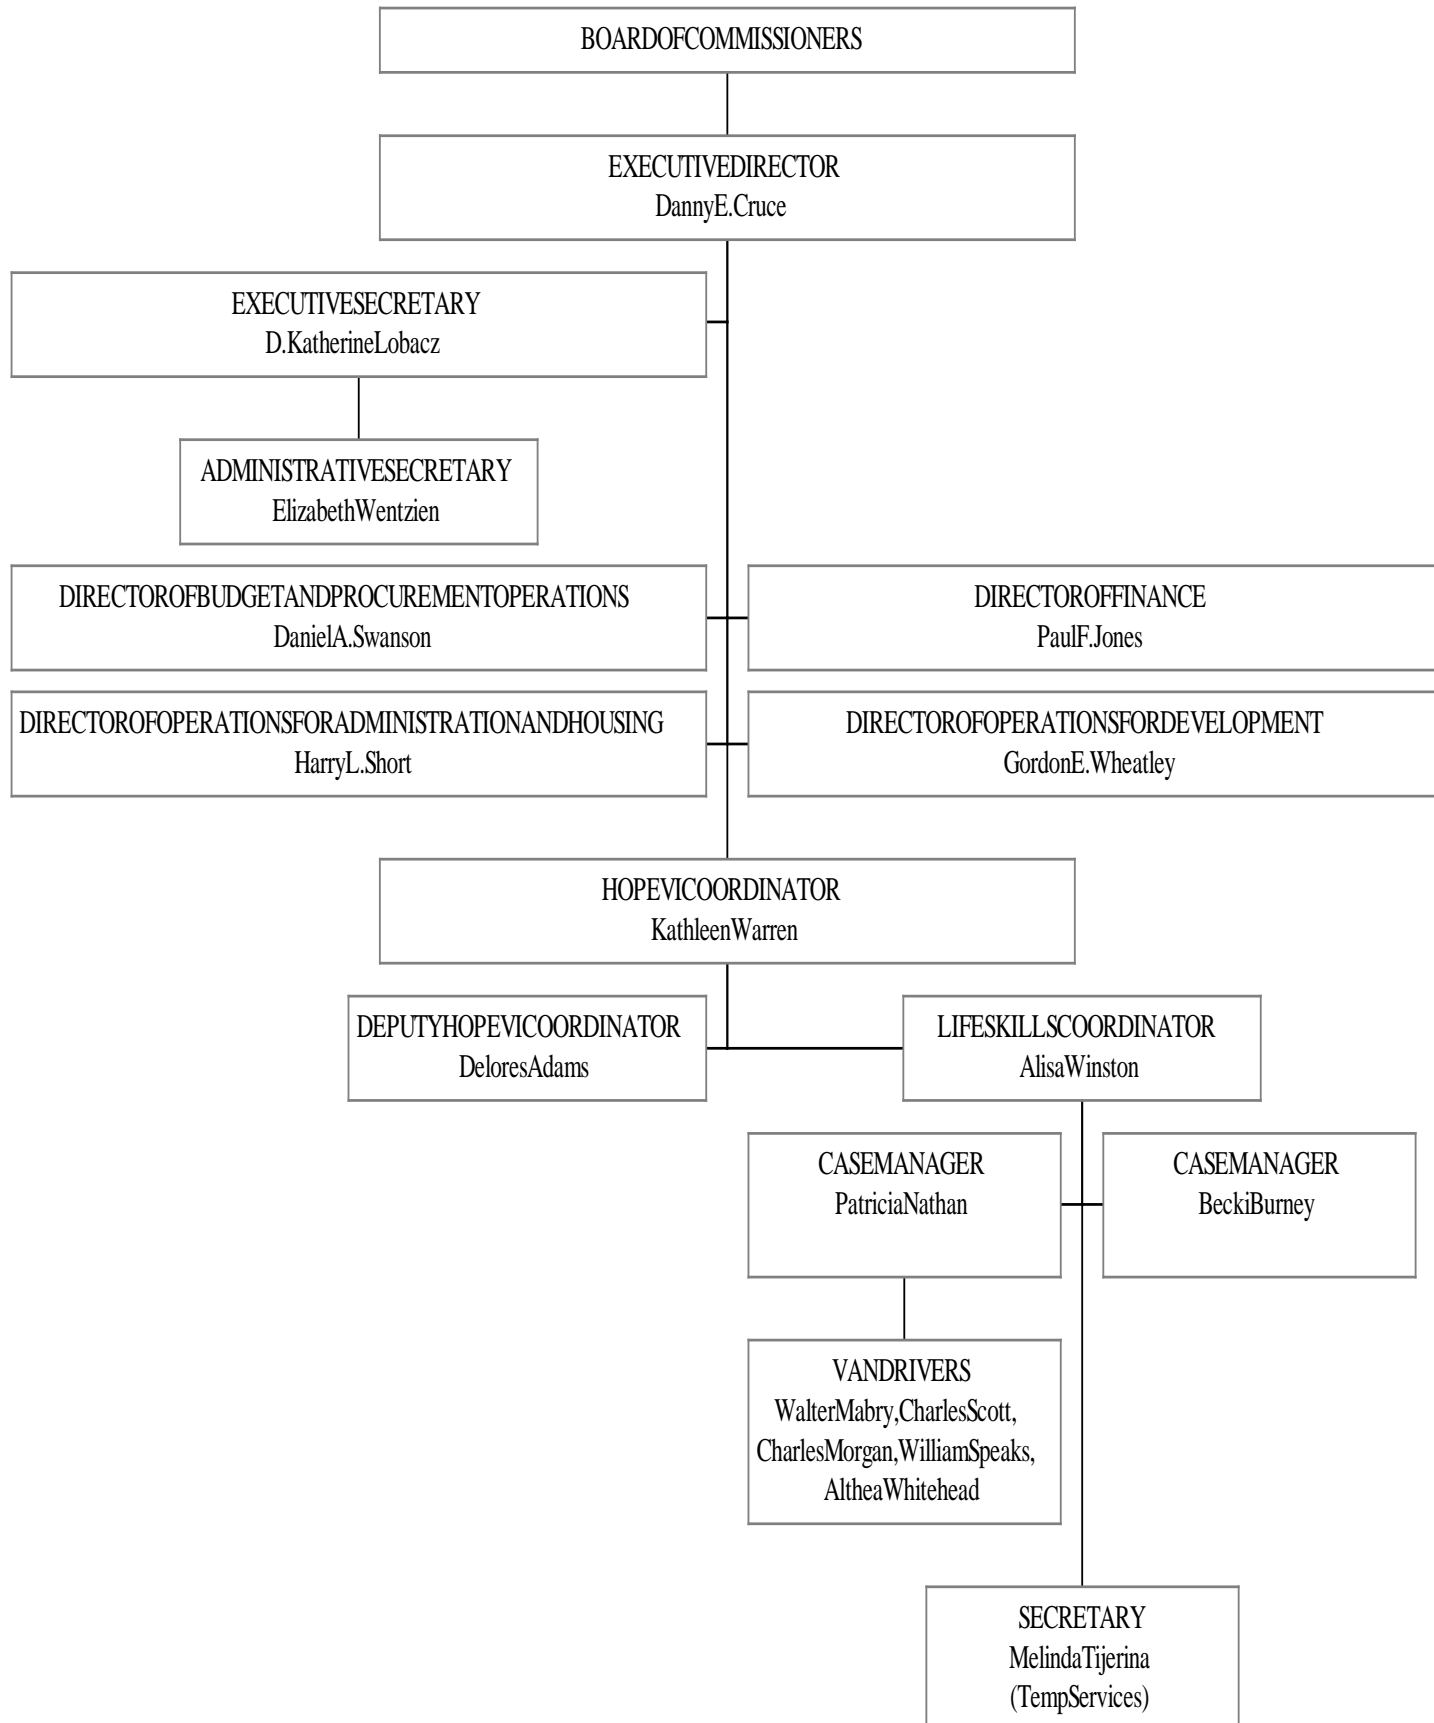 BOARDOFCOMMISSIONERS
EXECUTIVEDIRECTOR
DannyE.Cruce
EXECUTIVESECRETARY
D.KatherineLobacz
ADMINISTRATIVESECRETARY
ElizabethWentzien
DIRECTOROFBUDGETANDPROCUREMENTOPERATIONS
DanielA.Swanson
DIRECTOROFFINANCE
PaulF.Jones
DIRECTOROFOPERATIONSFORADMINISTRATIONANDHOUSING
HarryL.Short
DIRECTOROFOPERATIONSFORDEVELOPMENT
GordonE.Wheatley
HOPEVICOORDINATOR
KathleenWarren
DEPUTYHOPEVICOORDINATOR
DeloresAdams
LIFESKILLSCOORDINATOR
AlisaWinston
CASEMANAGER
PatriciaNathan
CASEMANAGER
BeckiBurney
VANDRIVERS
WalterMabry,CharlesScott,
CharlesMorgan,WilliamSpeaks,
AltheaWhitehead
SECRETARY
MelindaTijerina
(TempServices)